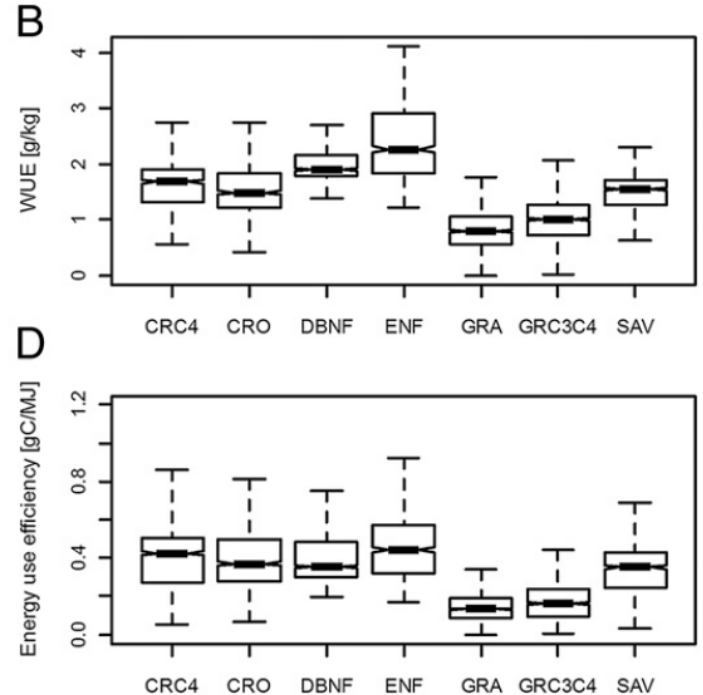 B
WUE [g/kg]
4
3
2
1
0
CRC4 CRO DBNF ENF GRA GRC3C4 SAV
D
Energy use efficiency [gC/MJ]
1.2
0.8
0.4
0.0
CRC4 CRO DBNF ENF GRA GRC3C4 SAV